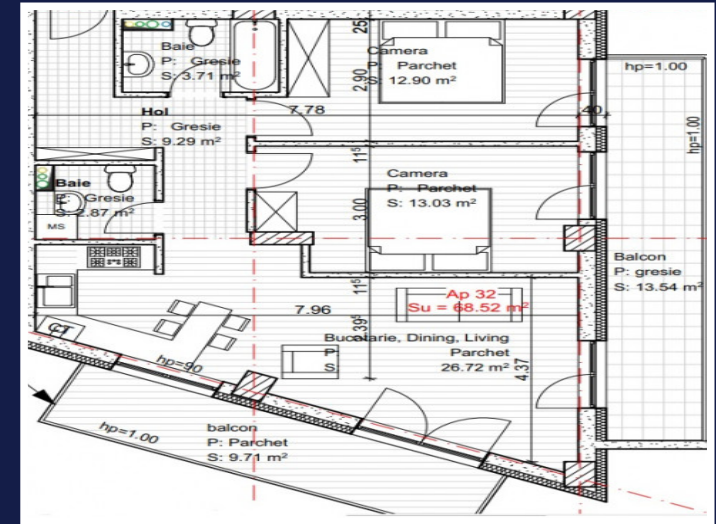 Baie
P: Gresie
S: 3.71 m²
25
Camera
P: Parchet
S: 12.90 m²
2.90
hp=1.00
hp=1.00
7.78
40
Hol
P: Gresie
S: 9.29 m²
11⁵
Camera
P: Parchet
S: 13.03 m²
3.00
Baie
P: Gresie
S: 2.87 m²
MS
Balcon
P: gresie
S: 13.54 m²
11⁵
Ap 32
Su = 68.52 m²
7.96
2.39⁵
Bucatarie, Dining, Living
P Parchet
S 26.72 m²
4.37
CT
hp=90
balcon
P: Parchet
S: 9.71 m²
hp=1.00